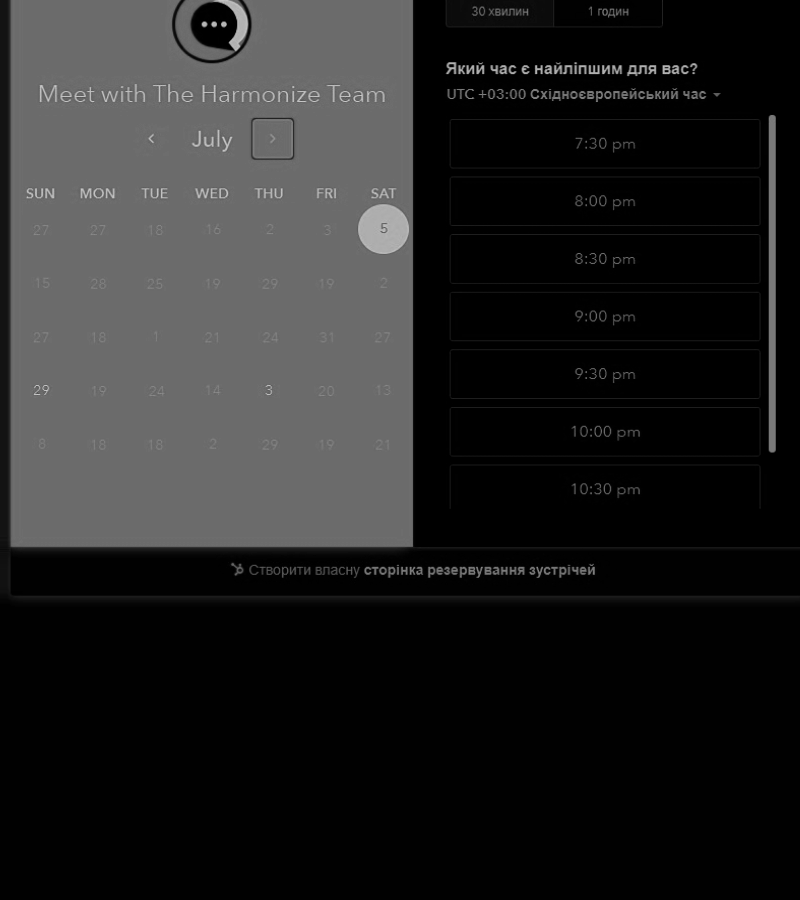 Meet with The Harmonize Team
July
SUN MON TUE WED THU FRI SAT
27 27 18 16 2 3 5
15 28 25 19 29 19 2
27 18 1 21 24 31 27
29 19 24 14 3 20 13
8 18 18 2 29 19 21
30 хвилин 1 годин
Який час є найліпшим для вас?
UTC +03:00 Східноєвропейський час
7:30 pm
8:00 pm
8:30 pm
9:00 pm
9:30 pm
10:00 pm
10:30 pm
Створити власну сторінка резервування зустрічей